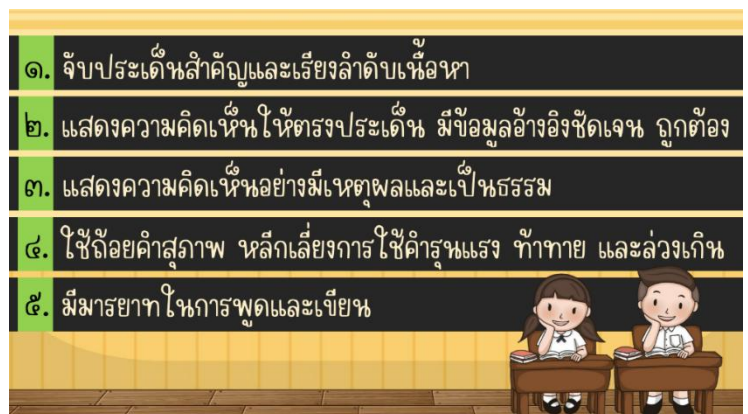 ๑. จับประเด็นสำคัญและเรียงลำดับเนื้อหา
๒. แสดงความคิดเห็นให้ตรงประเด็น มีข้อมูลอ้างอิงชัดเจน ถูกต้อง
๓. แสดงความคิดเห็นอย่างมีเหตุผลและเป็นธรรม
๔. ใช้ถ้อยคำสุภาพ หลีกเลี่ยงการใช้คำรุนแรง ท้าทาย และล่วงเกิน
๕. มีมารยาทในการพูดและเขียน